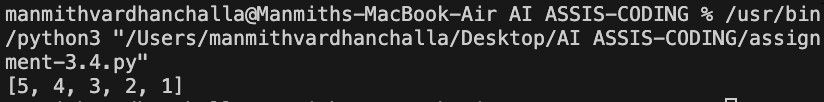 manmithvardhanchalla@Manmiths-MacBook-Air AI ASSIS-CODING % /usr/bin
/python3 "/Users/manmithvardhanchalla/Desktop/AI ASSIS-CODING/assign
ment-3.4.py"
[5, 4, 3, 2, 1]